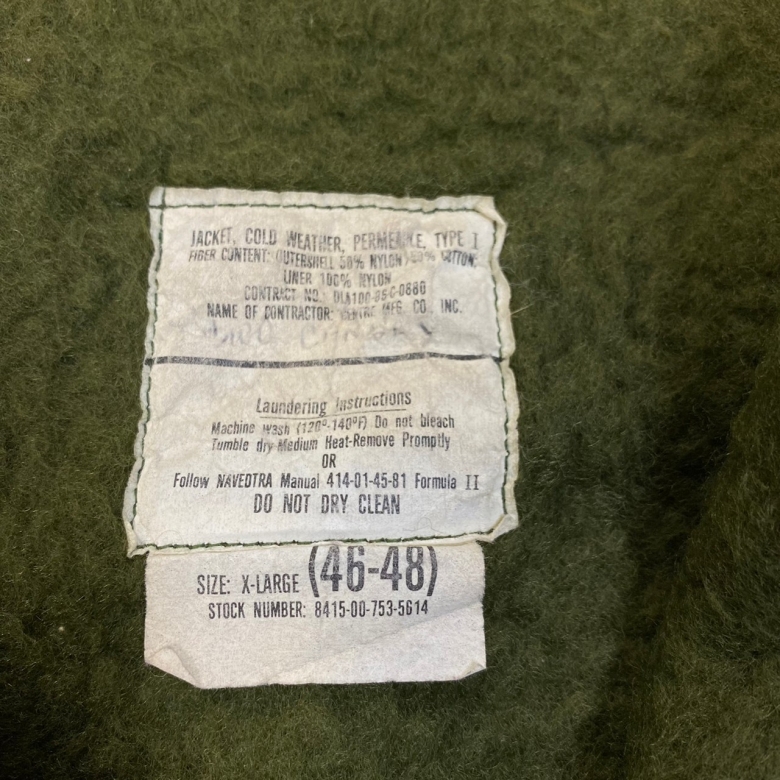 JACKET, COLD WEATHER, PERMEABLE, TYPE I
FIBER CONTENT: OUTERSHELL 50% NYLON 50% COTTON,
LINER 100% NYLON
CONTRACT NO. DLA100-85-C-0880
NAME OF CONTRACTOR: CENTRE MFG. CO., INC.
Laundering Instructions
Machine wash (120º-140ºF) Do not bleach
Tumble dry-Medium Heat-Remove Promptly
OR
Follow NAVEDTRA Manual 414-01-45-81 Formula II
DO NOT DRY CLEAN
SIZE: X-LARGE (46-48)
STOCK NUMBER: 8415-00-753-5614